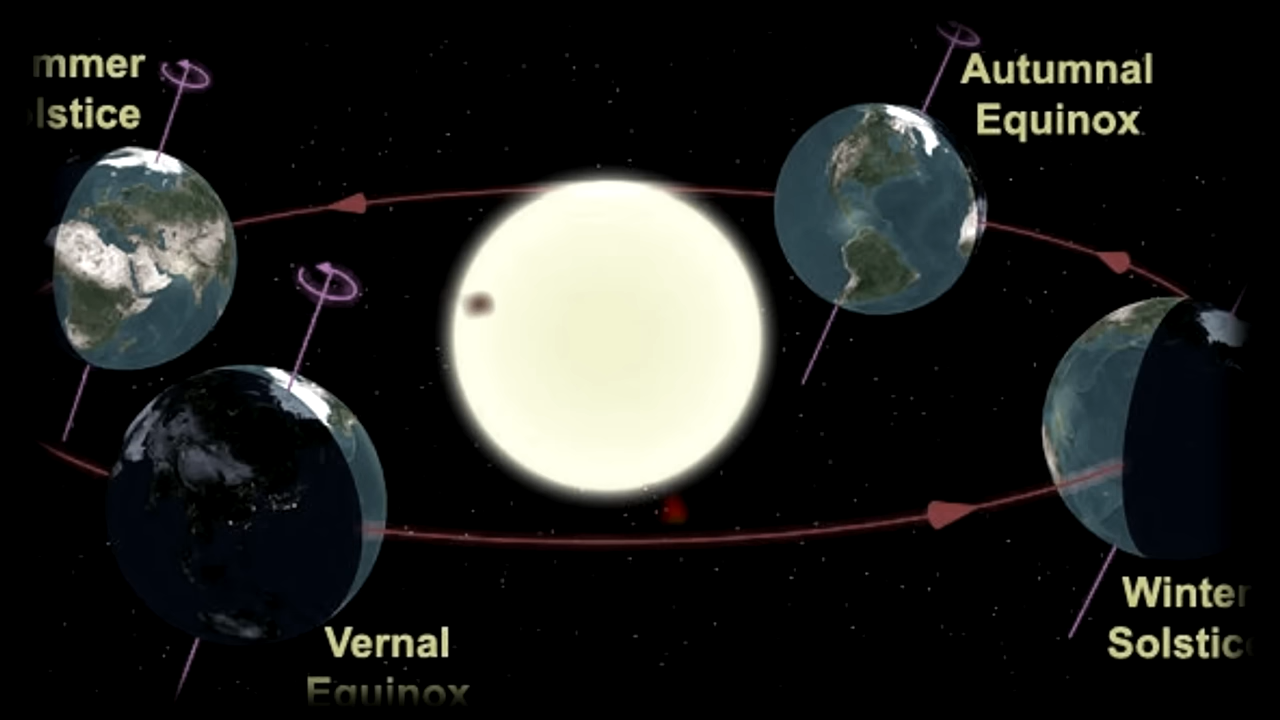 mmer
lstice
Autumnal
Equinox
Winter
Solstic
Vernal
Equinox